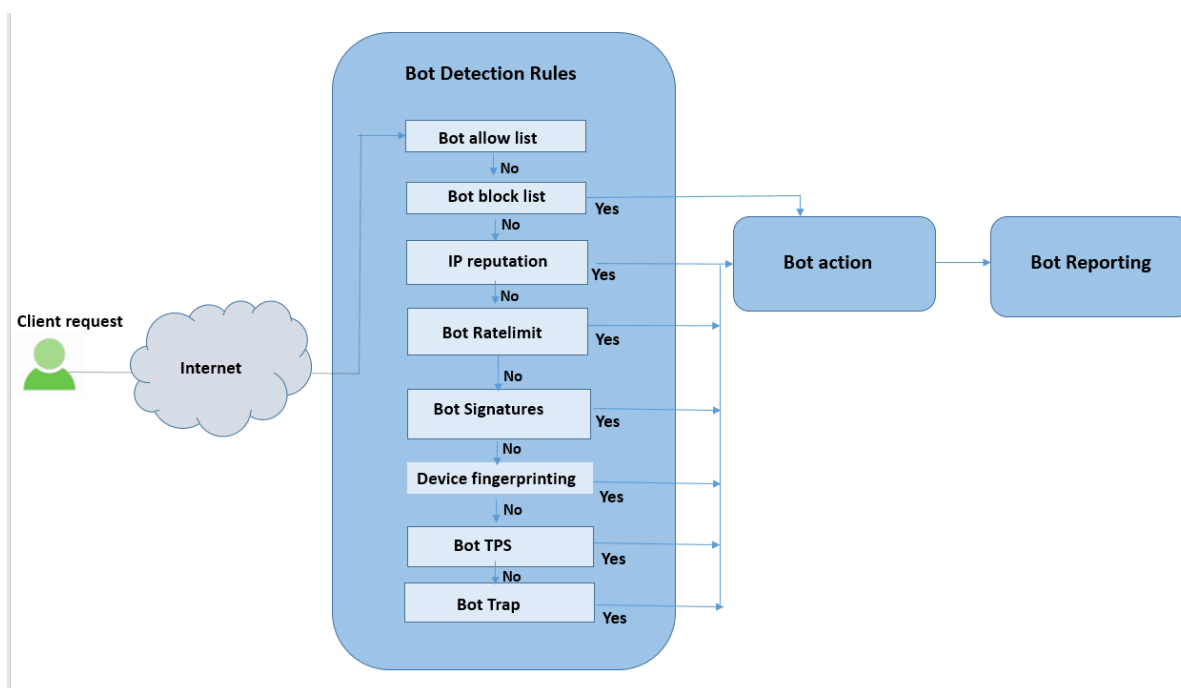 Bot Detection Rules
Bot allow list
No
Bot block list
Yes
No
IP reputation
Yes
No
Bot Ratelimit
Yes
No
Bot Signatures
Yes
No
Device fingerprinting
Yes
No
Bot TPS
Yes
No
Bot Trap
Yes
Client request
Internet
Bot action
Bot Reporting